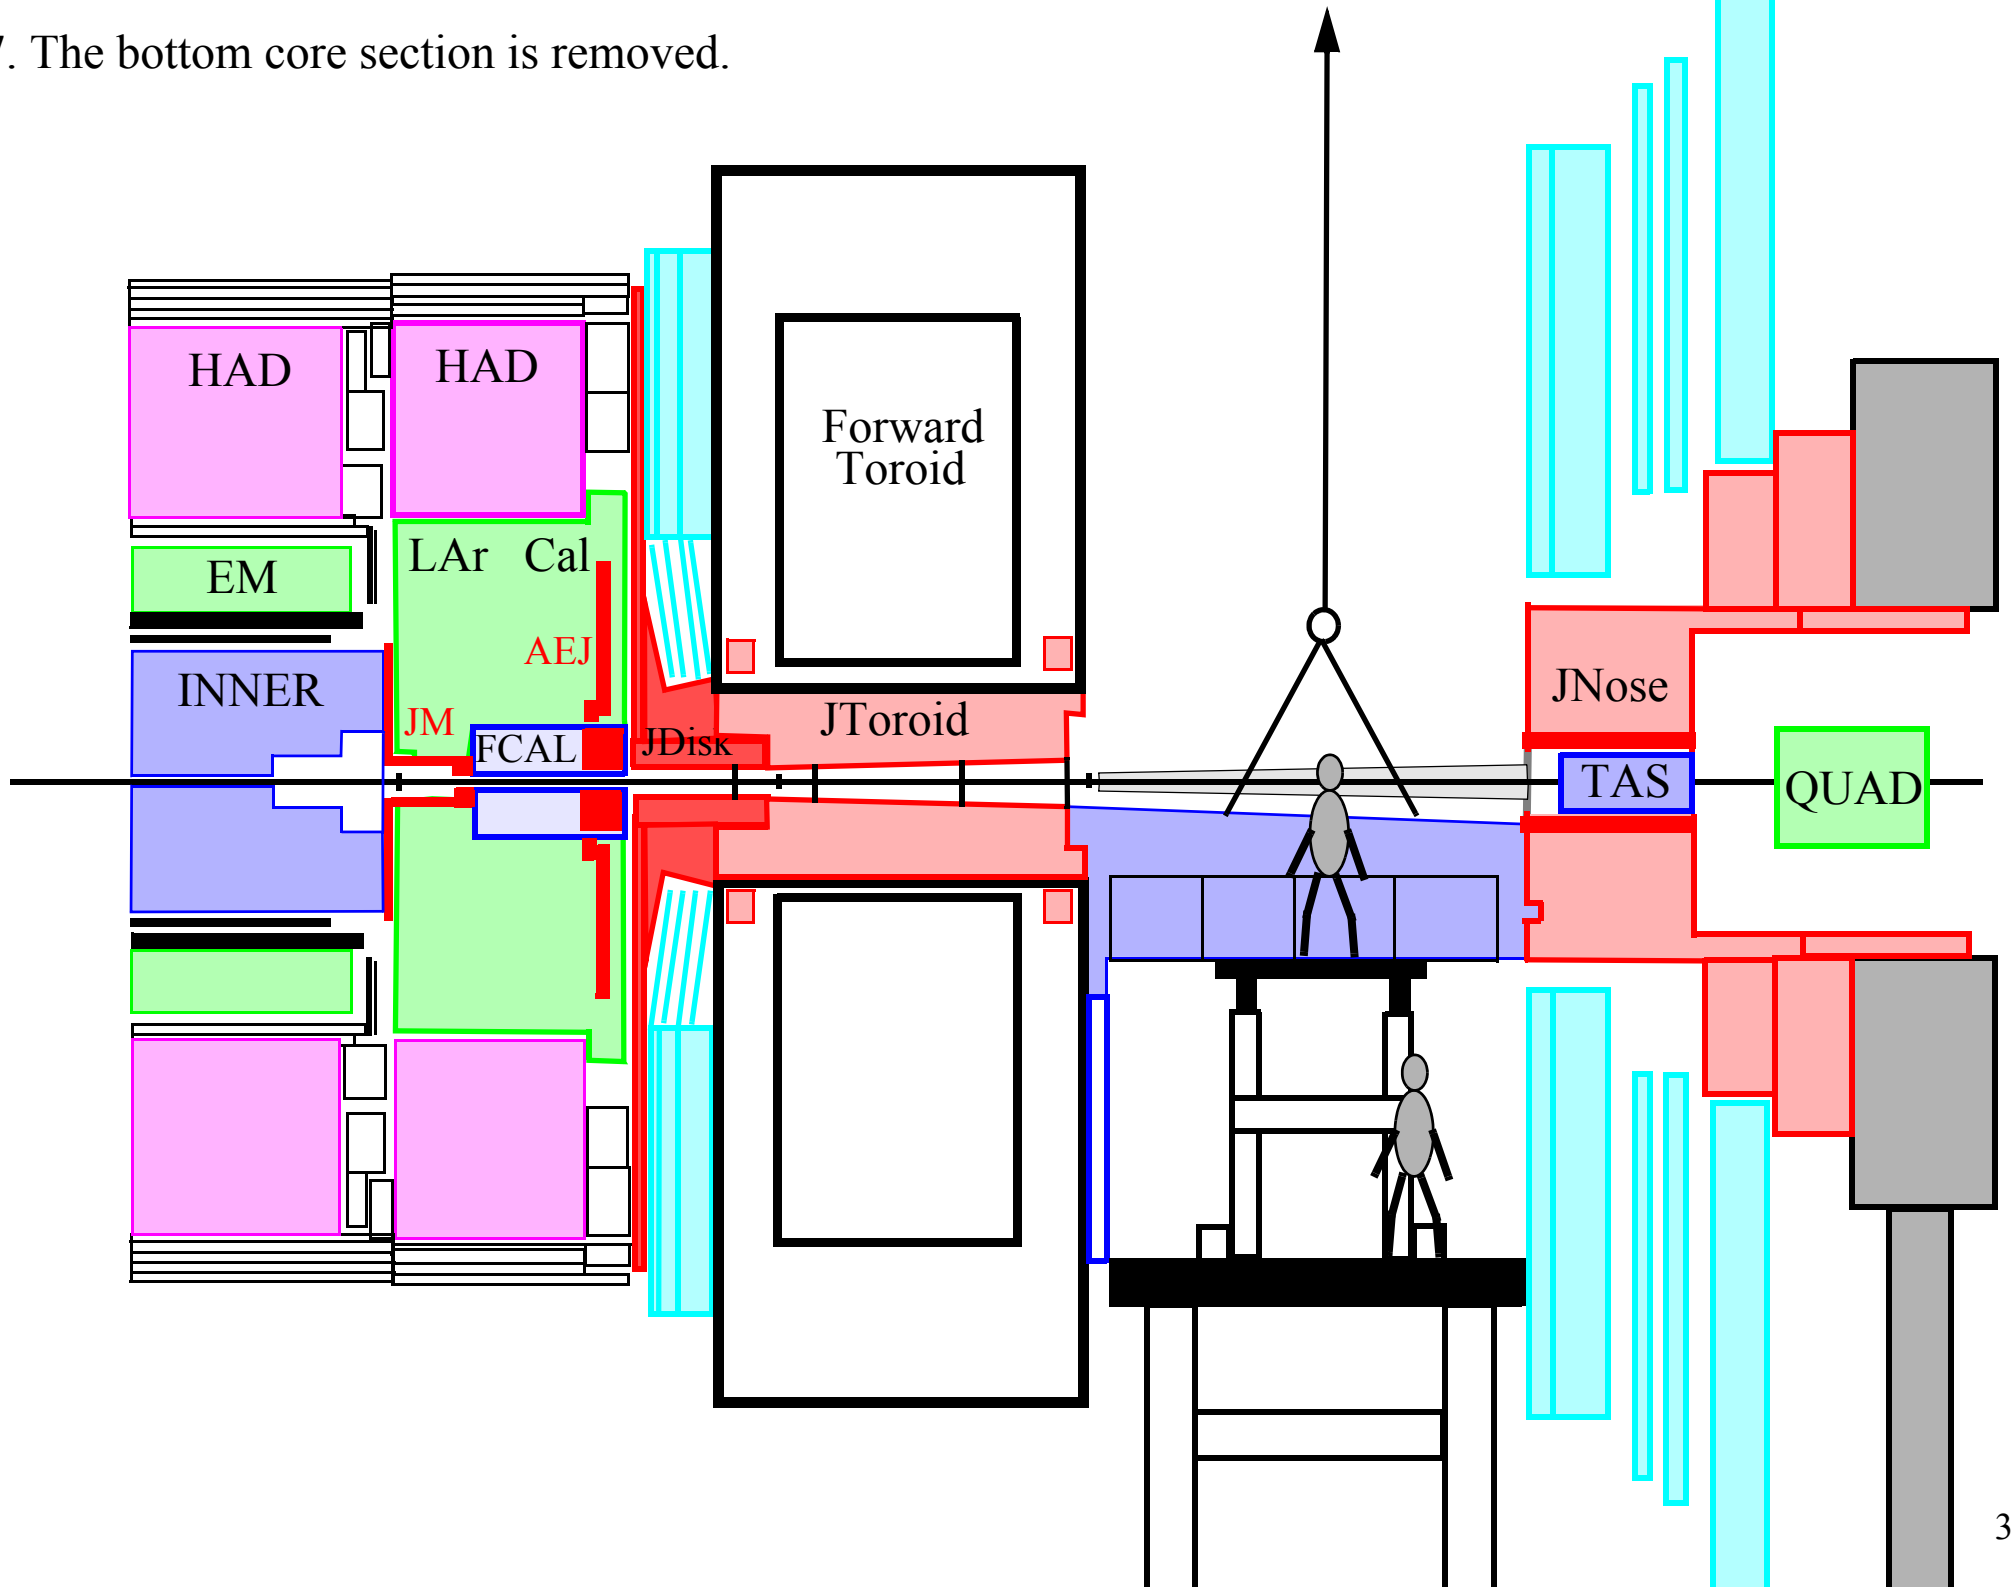 . The bottom core section is removed.
HAD
HAD
Forward
Toroid
LAr Cal
EM
AEJ
INNER
JM
FCAL
JDisk
JToroid
JNose
TAS
QUAD
3